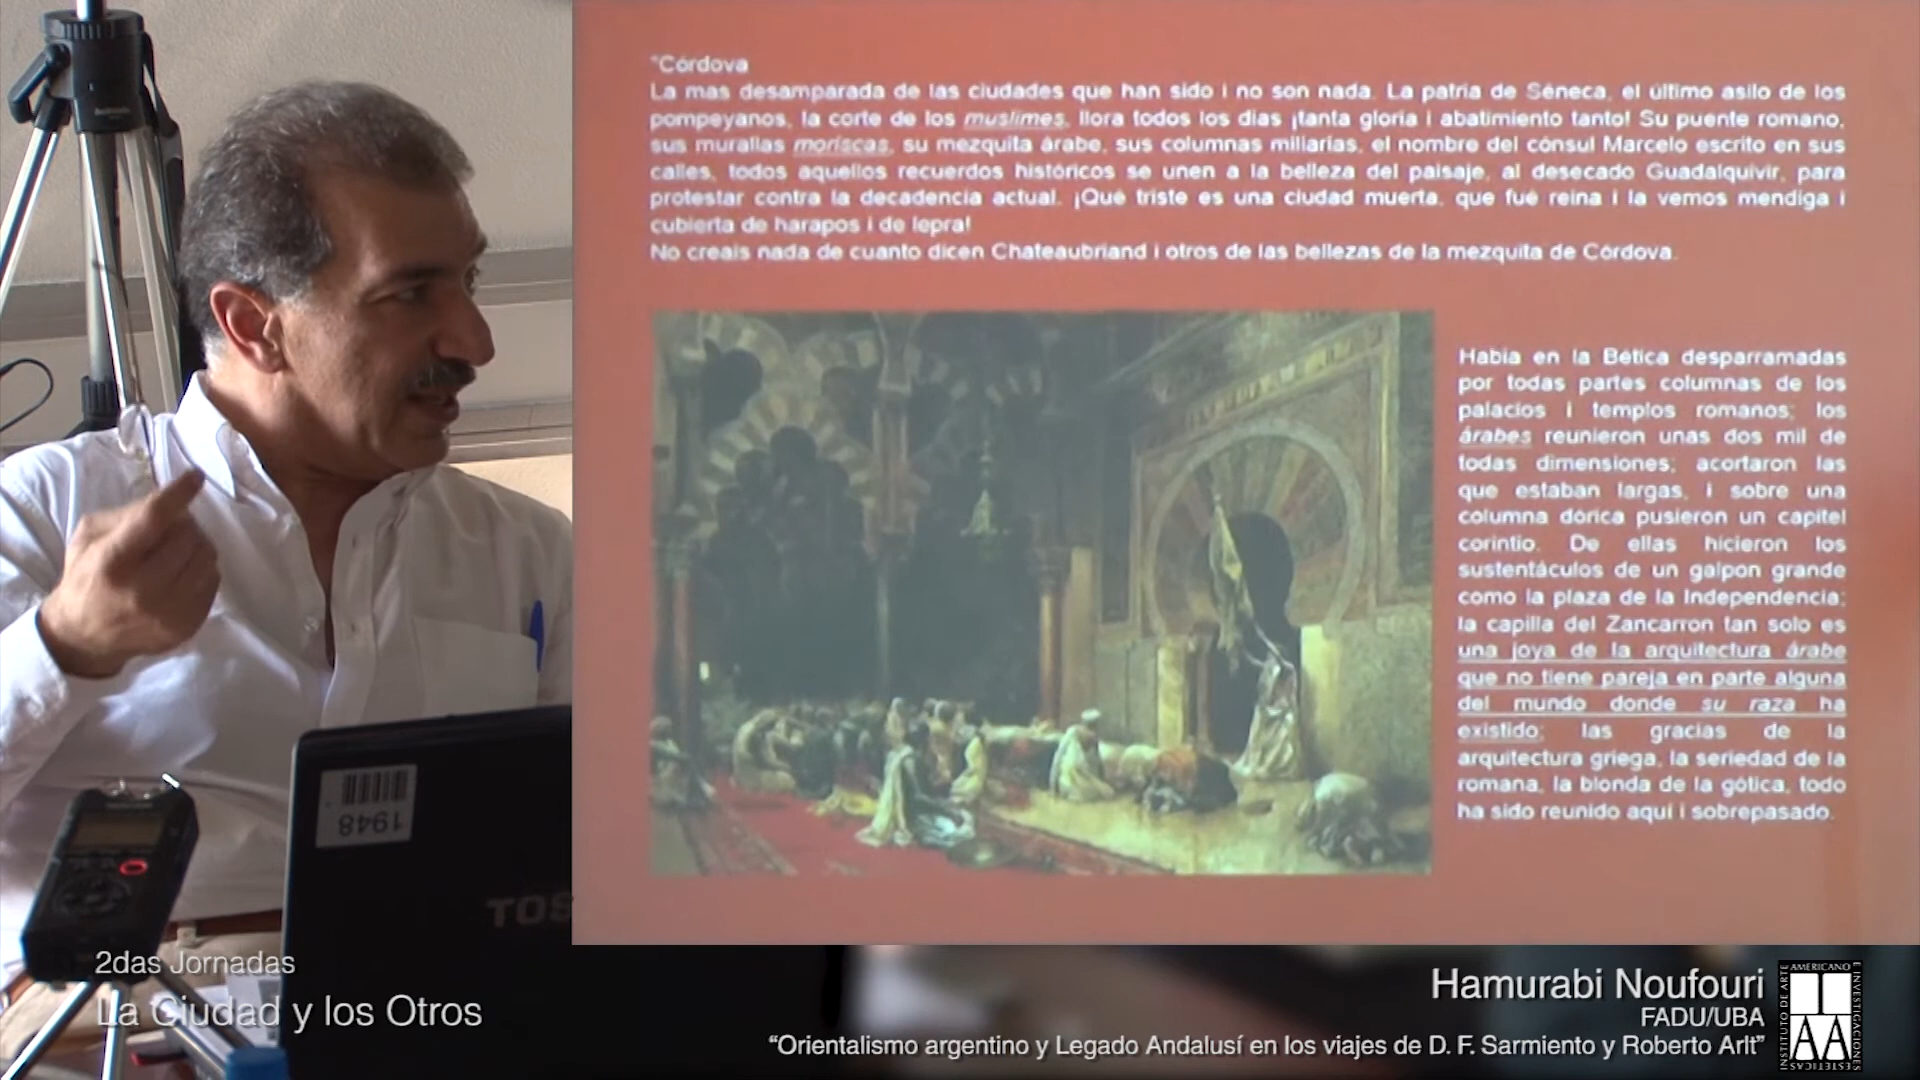 "Córdova
La mas desamparada de las ciudades que han sido i no son nada. La patria de Séneca, el último asilo de los
pompeyanos, la corte de los muslimes, llora todos los dias ¡tanta gloria i abatimiento tanto! Su puente romano,
sus murallas moriscas, su mezquita árabe, sus columnas miliarias, el nombre del cónsul Marcelo escrito en sus
calles, todos aquellos recuerdos históricos se unen a la belleza del paisaje, al desecado Guadalquivir, para
protestar contra la decadencia actual. ¡Qué triste es una ciudad muerta, que fué reina i la vemos mendiga i
cubierta de harapos i de lepra!
No creais nada de cuanto dicen Chateaubriand i otros de las bellezas de la mezquita de Córdova.
Habia en la Bética desparramadas
por todas partes columnas de los
palacios i templos romanos; los
árabes reunieron unas dos mil de
todas dimensiones; acortaron las
que estaban largas, i sobre una
columna dórica pusieron un capitel
corintio. De ellas hicieron los
sustentáculos de un galpon grande
como la plaza de la Independencia;
la capilla del Zancarron tan solo es
una joya de la arquitectura árabe
que no tiene pareja en parte alguna
del mundo donde su raza ha
existido; las gracias de la
arquitectura griega, la seriedad de la
romana, la blonda de la gótica, todo
ha sido reunido aquí i sobrepasado.
1948
TOS
2das Jornadas
La Ciudad y los Otros
Hamurabi Noufouri
FADU/UBA
“Orientalismo argentino y Legado Andalusí en los viajes de D. F. Sarmiento y Roberto Arlt”
INSTITUTO DE ARTE AMERICANO E INVESTIGACIONES ESTETICAS
IAA